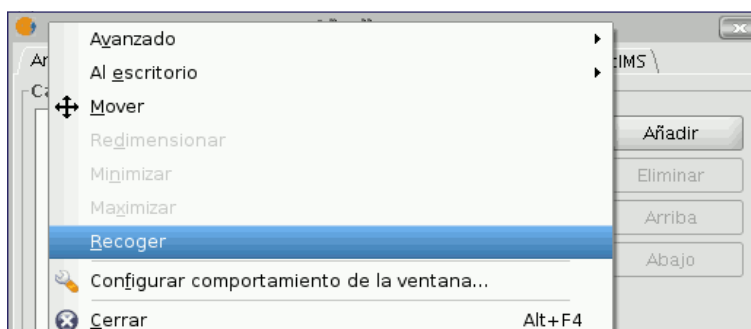 Avanzado
Al escritorio
Mover
Redimensionar
Minimizar
Maximizar
Recoger
Configurar comportamiento de la ventana...
Cerrar Alt+F4
Añadir
Eliminar
Arriba
Abajo